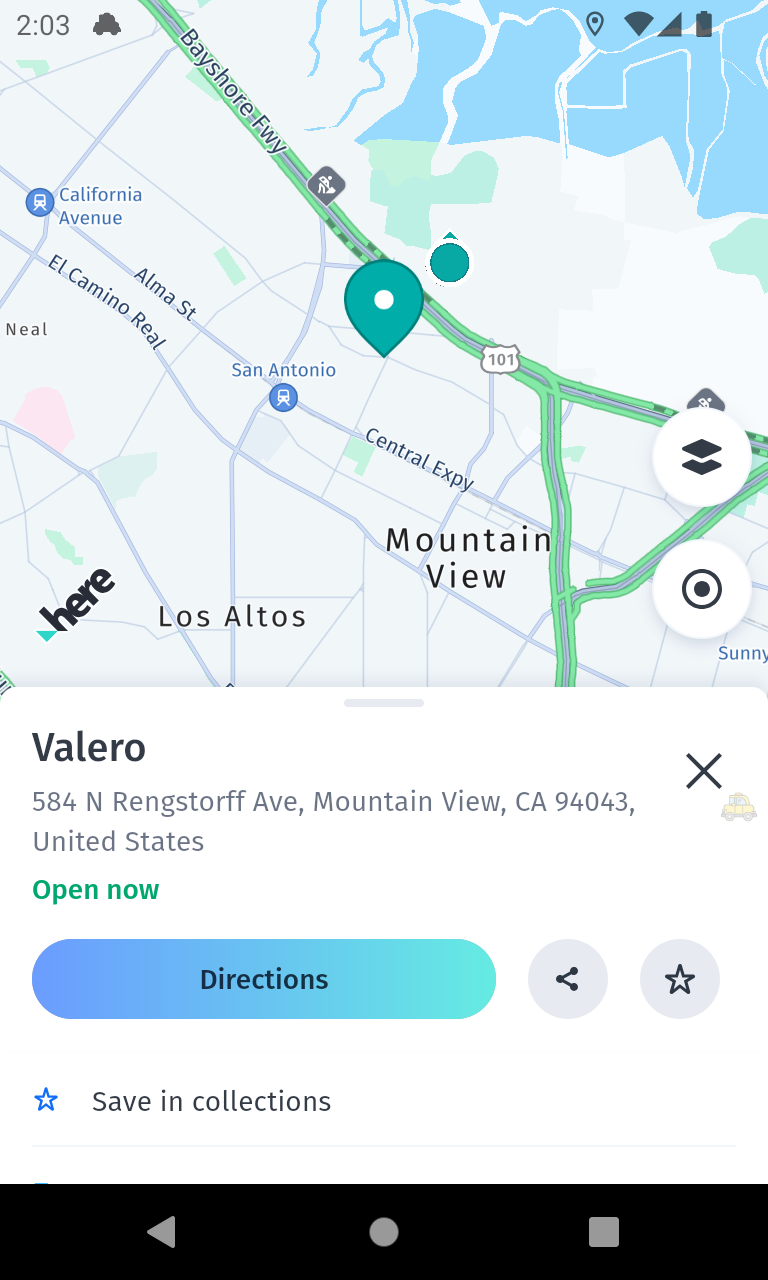 2:03
Bayshore Fwy
California
Avenue
Alma St
El Camino Real
Neal
San Antonio
101
Central Expy
Mountain
View
here
Los Altos
Sunny
Valero
584 N Rengstorff Ave, Mountain View, CA 94043,
United States
Open now
Directions
Save in collections